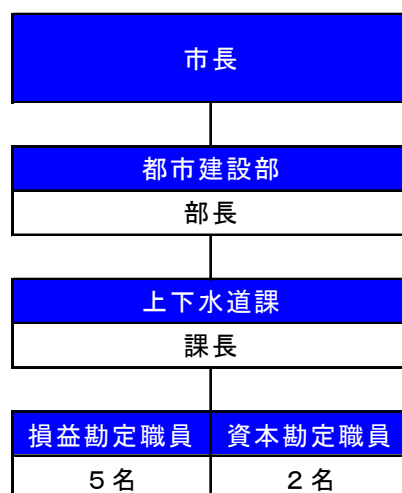 市長
都市建設部
部長
上下水道課
課長
損益勘定職員 資本勘定職員
5名 2名